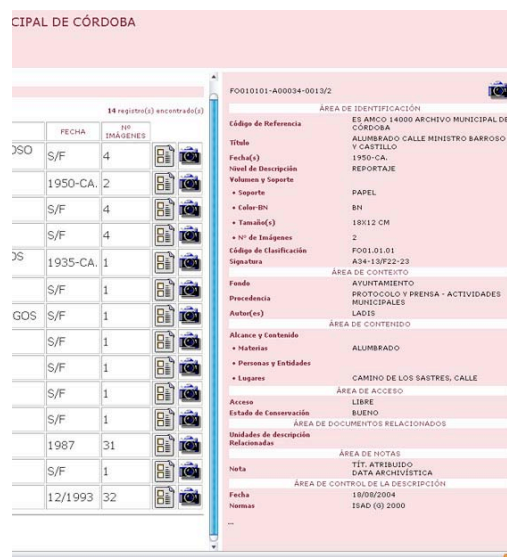 CIPAL DE CÓRDOBA
14 registro(s) encontrado(s)
FECHA Nº IMÁGENES
OSO S/F 4
1950-CA. 2
S/F 4
S/F 4
OS 1935-CA. 1
S/F 1
GOS S/F 1
S/F 1
S/F 1
S/F 1
S/F 1
1987 31
S/F 1
12/1993 32
FO010101-A00034-0013/2
ÁREA DE IDENTIFICACIÓN
Código de Referencia ES AMCO 14000 ARCHIVO MUNICIPAL DE
CÓRDOBA
Título ALUMBRADO CALLE MINISTRO BARROSO
Y CASTILLO
Fecha(s) 1950-CA.
Nivel de Descripción REPORTAJE
Volumen y Soporte
• Soporte PAPEL
• Color-BN BN
• Tamaño(s) 18X12 CM
• Nº de Imágenes 2
Código de Clasificación FO01.01.01
Signatura A34-13/F22-23
ÁREA DE CONTEXTO
Fondo AYUNTAMIENTO
Procedencia PROTOCOLO Y PRENSA - ACTIVIDADES
MUNICIPALES
Autor(es) LADIS
ÁREA DE CONTENIDO
Alcance y Contenido
• Materias ALUMBRADO
• Personas y Entidades
• Lugares CAMINO DE LOS SASTRES, CALLE
ÁREA DE ACCESO
Acceso LIBRE
Estado de Conservación BUENO
ÁREA DE DOCUMENTOS RELACIONADOS
Unidades de descripción
Relacionadas
ÁREA DE NOTAS
Nota TÍT. ATRIBUIDO
DATA ARCHIVÍSTICA
ÁREA DE CONTROL DE LA DESCRIPCIÓN
Fecha 18/08/2004
Normas ISAD (G) 2000
...